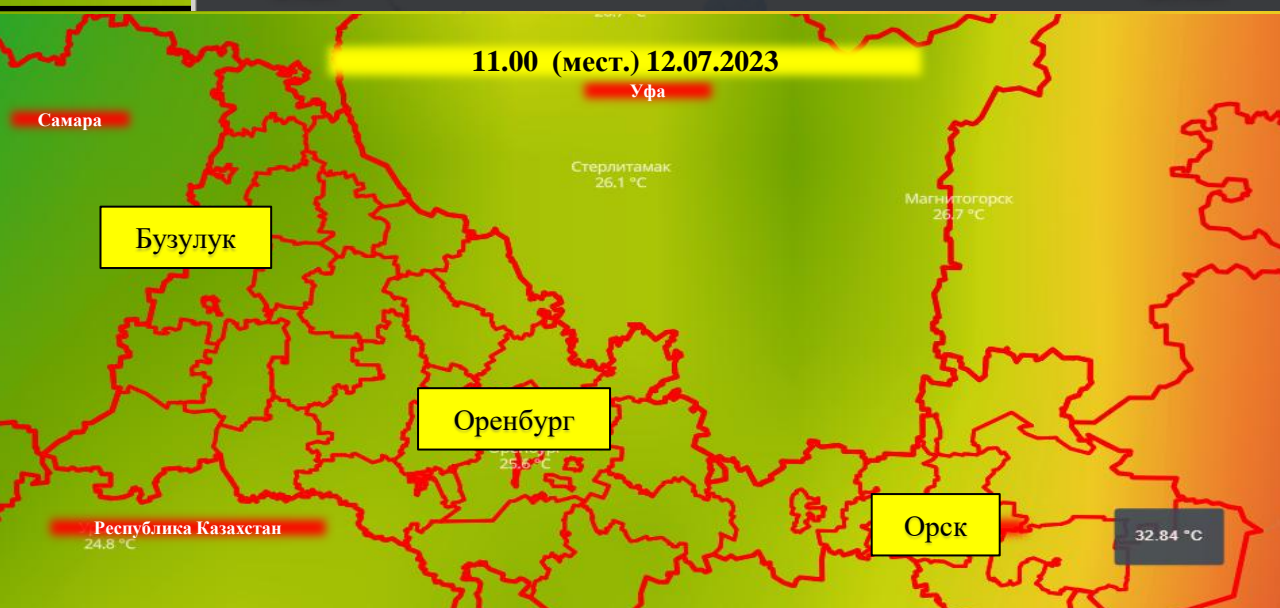 11.00 (мест.) 12.07.2023
Уфа
Самара
Стерлитамак
26.1 °C
Магнитогорск
26.7 °C
Бузулук
Оренбург
25.6 °C
Орск
Республика Казахстан
24.8 °C
32.84 °C